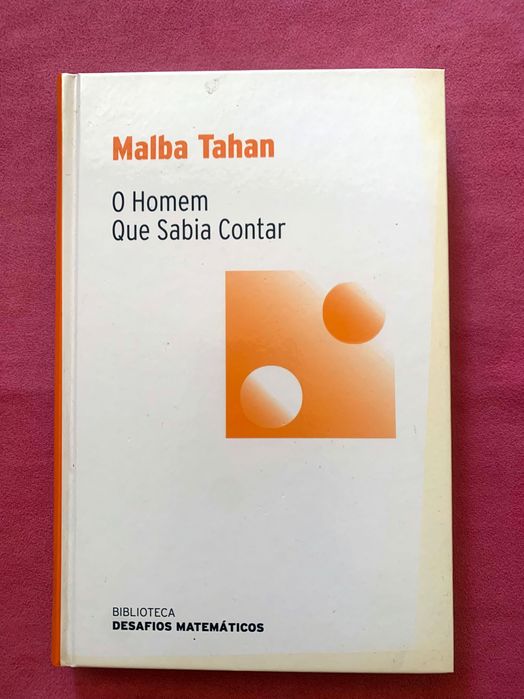 Malba Tahan
O Homem
Que Sabia Contar
BIBLIOTECA
DESAFIOS MATEMÁTICOS